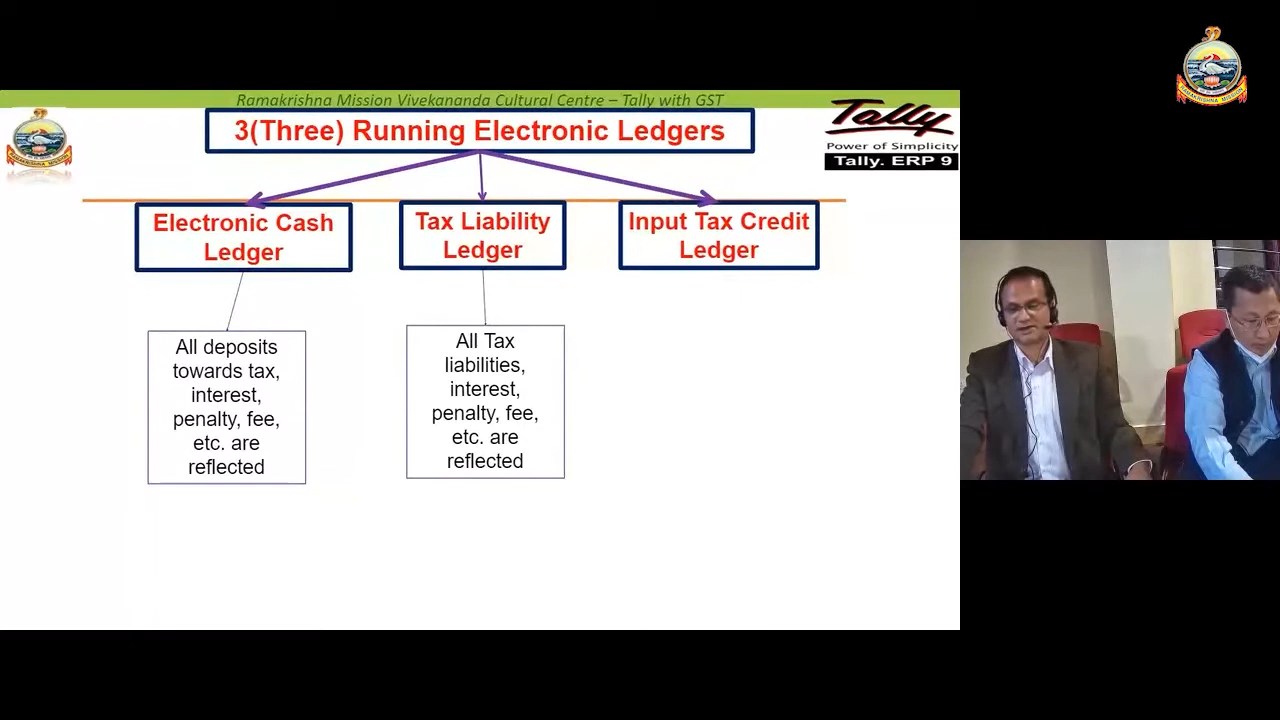 Ramakrishna Mission Vivekananda Cultural Centre – Tally with GST
3(Three) Running Electronic Ledgers
Tally
Power of Simplicity
Tally. ERP 9
Electronic Cash
Ledger
Tax Liability
Ledger
Input Tax Credit
Ledger
All deposits
towards tax,
interest,
penalty, fee,
etc. are
reflected
All Tax
liabilities,
interest,
penalty, fee,
etc. are
reflected
RAMAKRISHNA MISSION